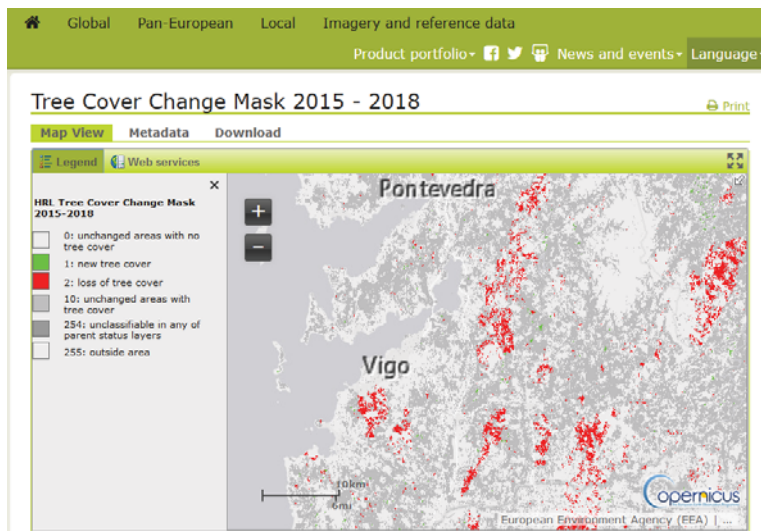 Global Pan-European Local Imagery and reference data
Product portfolio News and events Language
Tree Cover Change Mask 2015 - 2018
Print
Map View Metadata Download
Legend Web services
×
HRL Tree Cover Change Mask
2015-2018
0: unchanged areas with no
tree cover
1: new tree cover
2: loss of tree cover
10: unchanged areas with
tree cover
254: unclassifiable in any of
parent status layers
255: outside area
+
−
Pontevedra
Vigo
10km
6mi
opernicus
European Environment Agency (EEA) | ...